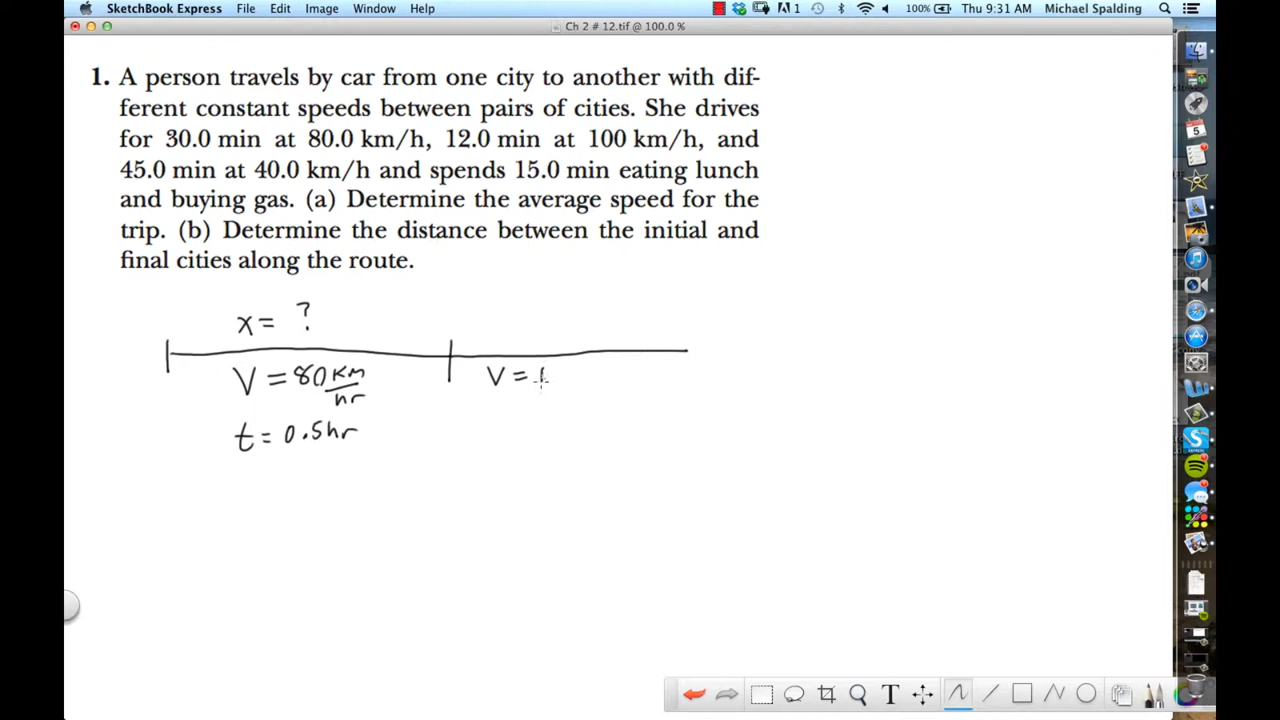 SketchBook Express File Edit Image Window Help 1 100% Thu 9:31 AM Michael Spalding
Ch 2 # 12.tif @ 100.0 %
1. A person travels by car from one city to another with dif-
ferent constant speeds between pairs of cities. She drives
for 30.0 min at 80.0 km/h, 12.0 min at 100 km/h, and
45.0 min at 40.0 km/h and spends 15.0 min eating lunch
and buying gas. (a) Determine the average speed for the
trip. (b) Determine the distance between the initial and
final cities along the route.
x = ?
V = 80 km/hr V = 1
t = 0.5hr
T